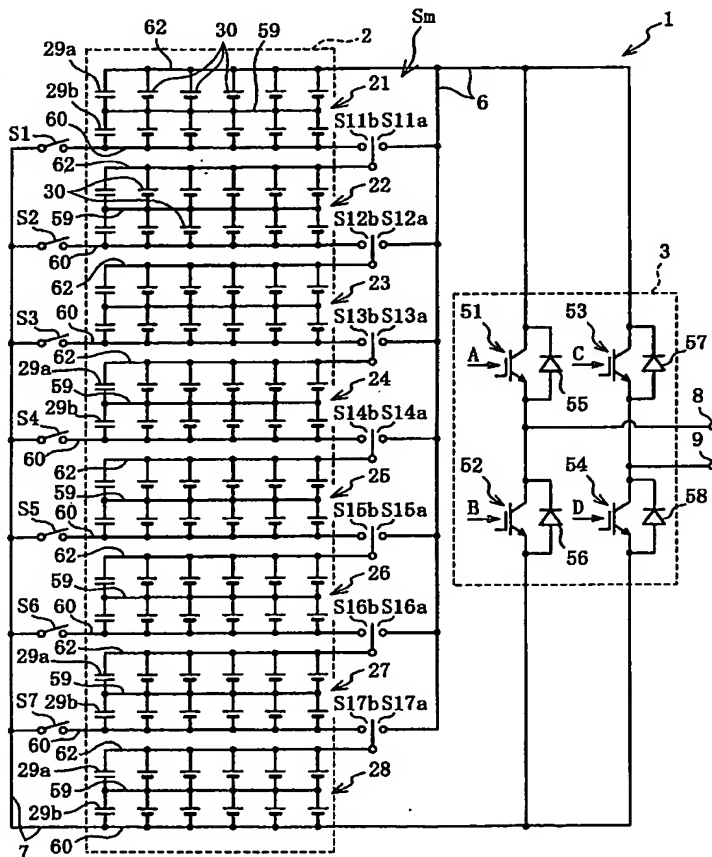 62 30 59 2 Sm 1
29a
21
6
29b
S1 60 S11b S11a
62
30 22
S2 59 S12b S12a
60
62
23
3
S3 60 S13b S13a
62 51 53
29a A C 57
59 24
55 8
29b
S4 S14b S14a
60 9
62 52 54
25
59
S5 60 S15b S15a B D 58
62 56
26
59
S6 60 S16b S16a
62
29a 27
59
S7 29b S17b S17a
60
62
29a
59 28
29b
7 60